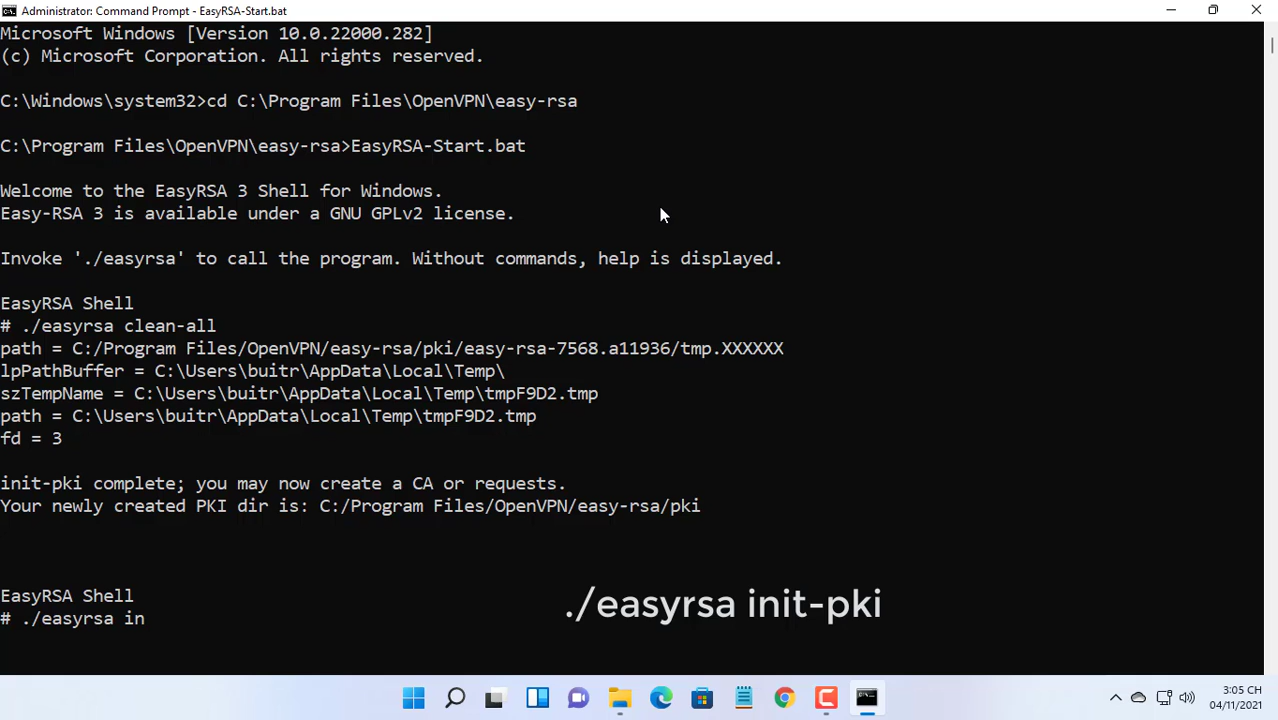 Administrator: Command Prompt - EasyRSA-Start.bat
Microsoft Windows [Version 10.0.22000.282]
(c) Microsoft Corporation. All rights reserved.
C:\Windows\system32>cd C:\Program Files\OpenVPN\easy-rsa
C:\Program Files\OpenVPN\easy-rsa>EasyRSA-Start.bat
Welcome to the EasyRSA 3 Shell for Windows.
Easy-RSA 3 is available under a GNU GPLv2 license.
Invoke './easyrsa' to call the program. Without commands, help is displayed.
EasyRSA Shell
# ./easyrsa clean-all
path = C:/Program Files/OpenVPN/easy-rsa/pki/easy-rsa-7568.a11936/tmp.XXXXXX
lpPathBuffer = C:\Users\buitr\AppData\Local\Temp\
szTempName = C:\Users\buitr\AppData\Local\Temp\tmpF9D2.tmp
path = C:\Users\buitr\AppData\Local\Temp\tmpF9D2.tmp
fd = 3
init-pki complete; you may now create a CA or requests.
Your newly created PKI dir is: C:/Program Files/OpenVPN/easy-rsa/pki
EasyRSA Shell
# ./easyrsa in
./easyrsa init-pki
3:05 CH
04/11/2021